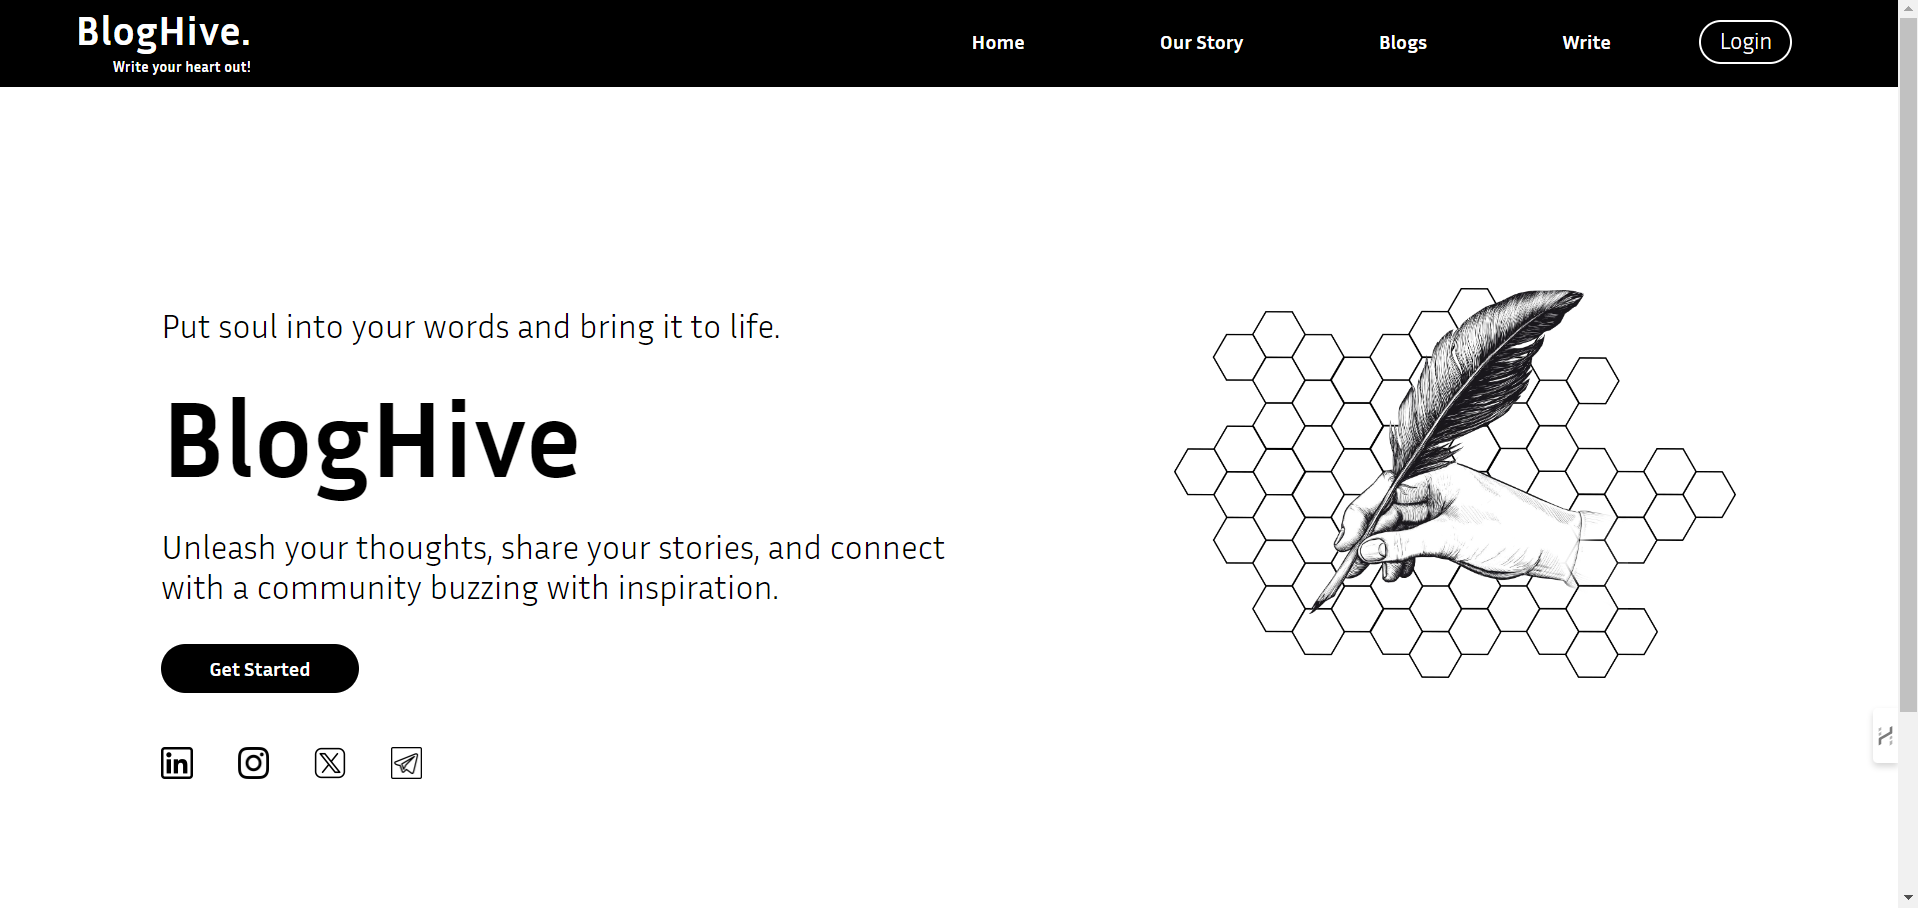 BlogHive.
Write your heart out!
Home
Our Story
Blogs
Write
Login
Put soul into your words and bring it to life.
BlogHive
Unleash your thoughts, share your stories, and connect
with a community buzzing with inspiration.
Get Started